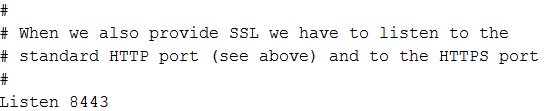 #
# When we also provide SSL we have to listen to the
# standard HTTP port (see above) and to the HTTPS port
#
Listen 8443